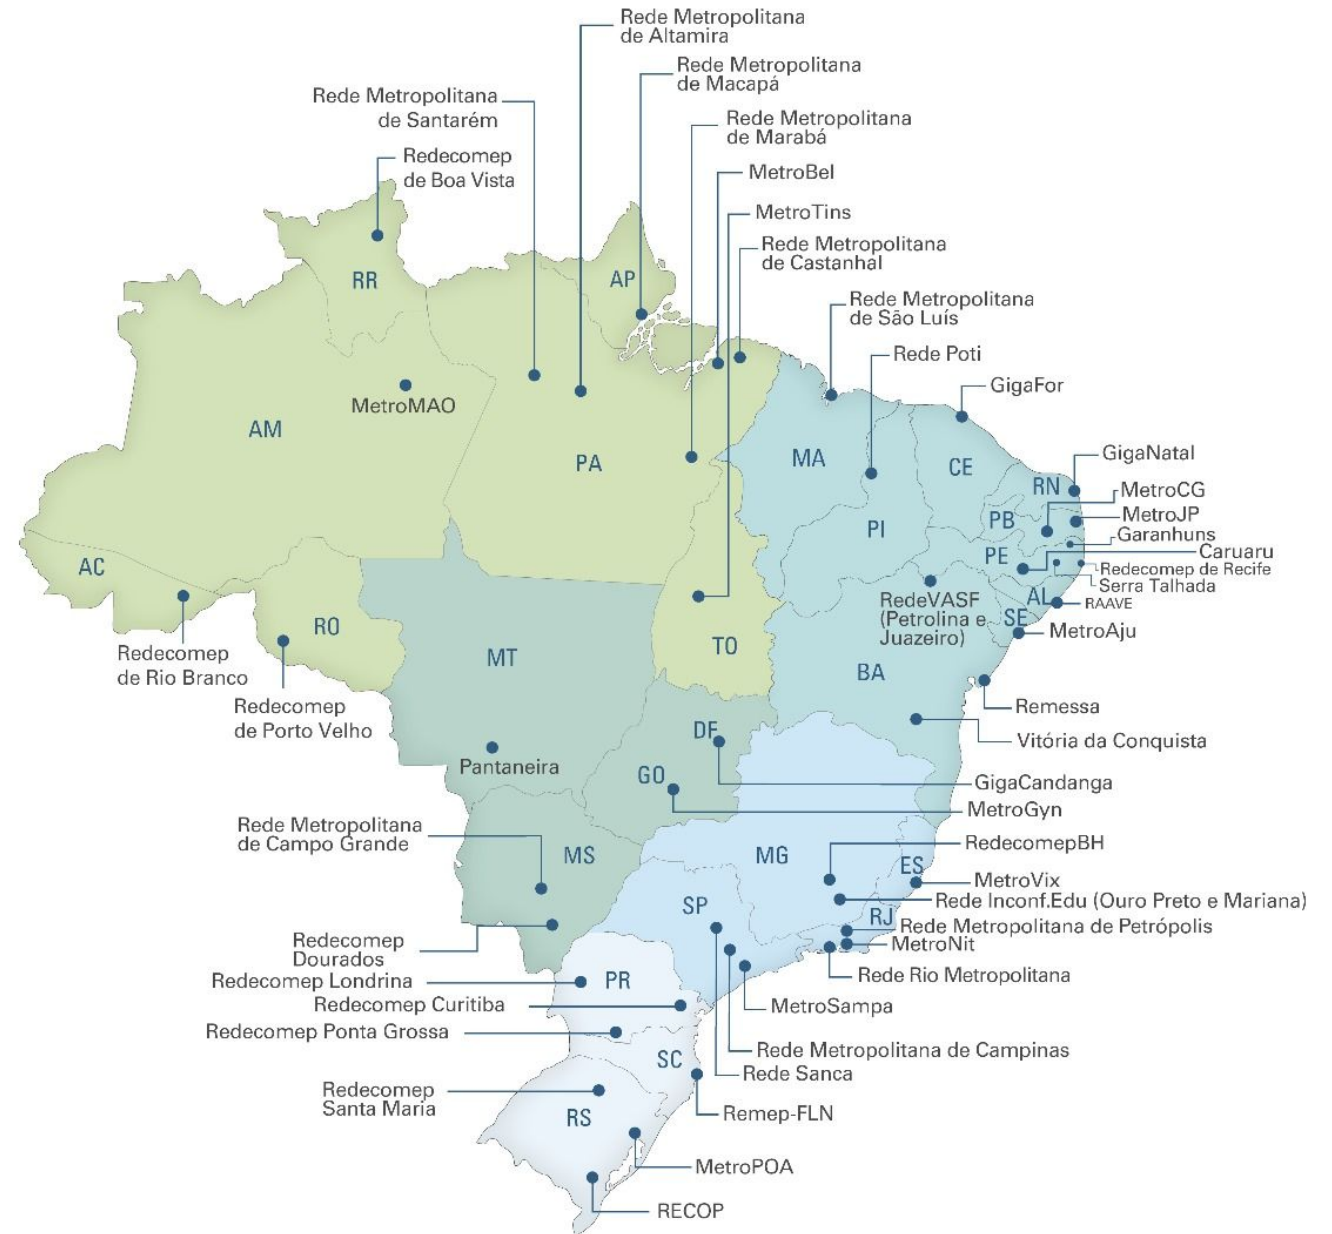 Rede Metropolitana
de Altamira
Rede Metropolitana
de Macapá
Rede Metropolitana
de Santarém
Rede Metropolitana
de Marabá
Redecomep
de Boa Vista
MetroBel
MetroTins
Rede Metropolitana
de Castanhal
RR
AP
Rede Metropolitana
de São Luís
Rede Poti
GigaFor
MetroMAO
AM
PA
MA
CE
GigaNatal
RN
MetroCG
PB
MetroJP
PI
Garanhuns
PE
Caruaru
AC
Redecomep de Recife
Serra Talhada
RedeVASF
(Petrolina e
Juazeiro)
AL
RAAVE
SE
MetroAju
RO
TO
MT
BA
Redecomep
de Rio Branco
Redecomep
de Porto Velho
Remessa
DF
Vitória da Conquista
Pantaneira
GO
GigaCandanga
MetroGyn
Rede Metropolitana
de Campo Grande
MS
MG
RedecomepBH
ES
MetroVix
Rede Inconf.Edu (Ouro Preto e Mariana)
SP
RJ
Rede Metropolitana de Petrópolis
MetroNit
Redecomep
Dourados
Rede Rio Metropolitana
Redecomep Londrina
PR
Redecomep Curitiba
MetroSampa
Redecomep Ponta Grossa
Rede Metropolitana de Campinas
SC
Rede Sanca
Redecomep
Santa Maria
RS
Remep-FLN
MetroPOA
RECOP